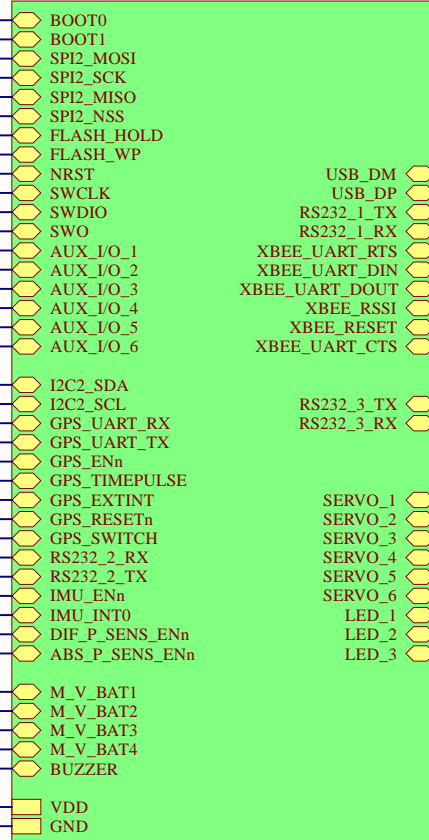 BOOT0
BOOT1
SPI2_MOSI
SPI2_SCK
SPI2_MISO
SPI2_NSS
FLASH_HOLD
FLASH_WP
NRST USB_DM
SWCLK USB_DP
SWDIO RS232_1_TX
SWO RS232_1_RX
AUX_I/O_1 XBEE_UART_RTS
AUX_I/O_2 XBEE_UART_DIN
AUX_I/O_3 XBEE_UART_DOUT
AUX_I/O_4 XBEE_RSSI
AUX_I/O_5 XBEE_RESET
AUX_I/O_6 XBEE_UART_CTS
I2C2_SDA
I2C2_SCL RS232_3_TX
GPS_UART_RX RS232_3_RX
GPS_UART_TX
GPS_ENn
GPS_TIMEPULSE
GPS_EXTINT SERVO_1
GPS_RESETn SERVO_2
GPS_SWITCH SERVO_3
RS232_2_RX SERVO_4
RS232_2_TX SERVO_5
IMU_ENn SERVO_6
IMU_INT0 LED_1
DIF_P_SENS_ENn LED_2
ABS_P_SENS_ENn LED_3
M_V_BAT1
M_V_BAT2
M_V_BAT3
M_V_BAT4
BUZZER
VDD
GND